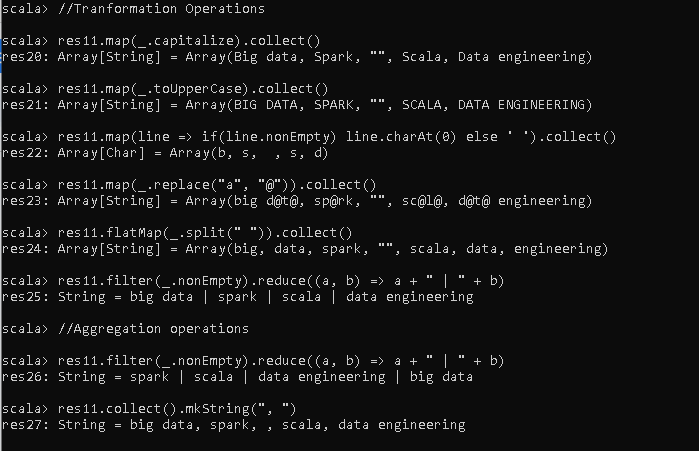 scala> //Tranformation Operations
scala> res11.map(_.capitalize).collect()
res20: Array[String] = Array(Big data, Spark, "", Scala, Data engineering)
scala> res11.map(_.toUpperCase).collect()
res21: Array[String] = Array(BIG DATA, SPARK, "", SCALA, DATA ENGINEERING)
scala> res11.map(line => if(line.nonEmpty) line.charAt(0) else ' ').collect()
res22: Array[Char] = Array(b, s,  , s, d)
scala> res11.map(_.replace("a", "@")).collect()
res23: Array[String] = Array(big d@t@, sp@rk, "", sc@l@, d@t@ engineering)
scala> res11.flatMap(_.split(" ")).collect()
res24: Array[String] = Array(big, data, spark, "", scala, data, engineering)
scala> res11.filter(_.nonEmpty).reduce((a, b) => a + " | " + b)
res25: String = big data | spark | scala | data engineering
scala> //Aggregation operations
scala> res11.filter(_.nonEmpty).reduce((a, b) => a + " | " + b)
res26: String = spark | scala | data engineering | big data
scala> res11.collect().mkString(", ")
res27: String = big data, spark, , scala, data engineering